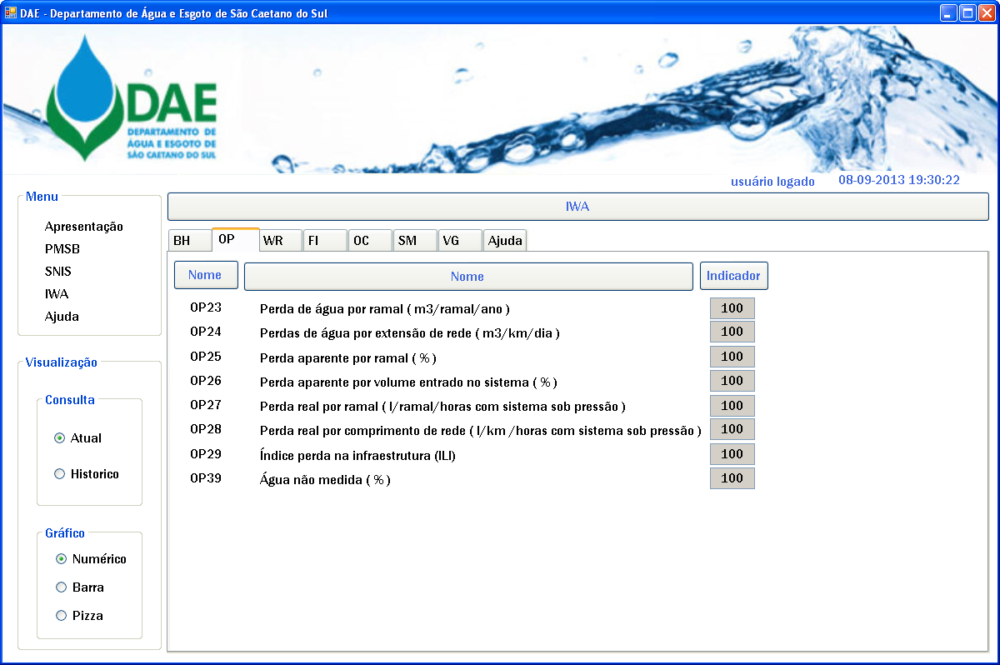 DAE - Departamento de Água e Esgoto de São Caetano do Sul
DAE
DEPARTAMENTO DE
ÁGUA E ESGOTO DE
SÃO CAETANO DO SUL
usuário logado 08-09-2013 19:30:22
Menu
Apresentação
PMSB
SNIS
IWA
Ajuda
Visualização
Consulta
Atual
Historico
Gráfico
Numérico
Barra
Pizza
IWA
BH OP WR FI OC SM VG Ajuda
Nome Nome Indicador
OP23 Perda de água por ramal ( m3/ramal/ano ) 100
OP24 Perdas de água por extensão de rede ( m3/km/dia ) 100
OP25 Perda aparente por ramal ( % ) 100
OP26 Perda aparente por volume entrado no sistema ( % ) 100
OP27 Perda real por ramal ( l/ramal/horas com sistema sob pressão ) 100
OP28 Perda real por comprimento de rede ( l/km /horas com sistema sob pressão ) 100
OP29 Índice perda na infraestrutura (ILI) 100
OP39 Água não medida ( % ) 100